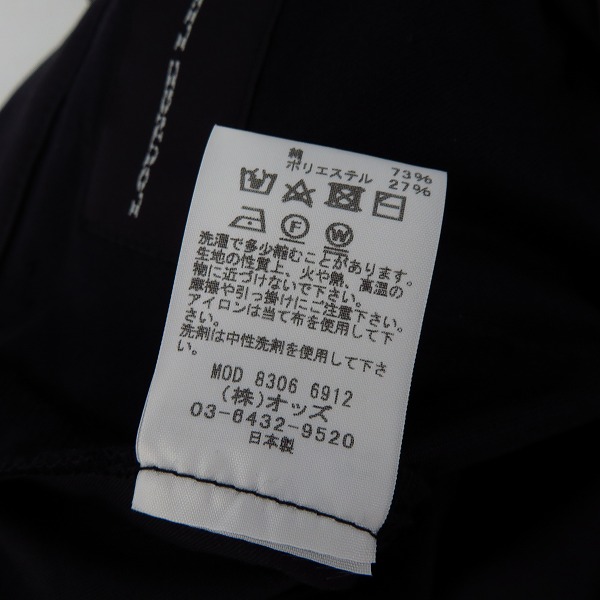 綿 73%
ポリエステル 27%
F W
洗濯で多少縮むことがあります。
生地の性質上、火や熱、高温の
物に近づけないで下さい。
摩擦や引っ掛けにご注意下さい。
アイロンは当て布を使用して下
さい。
洗剤は中性洗剤を使用して下さ
い。
MOD 8306 6912
(株)オッズ
03-6432-9520
日本製